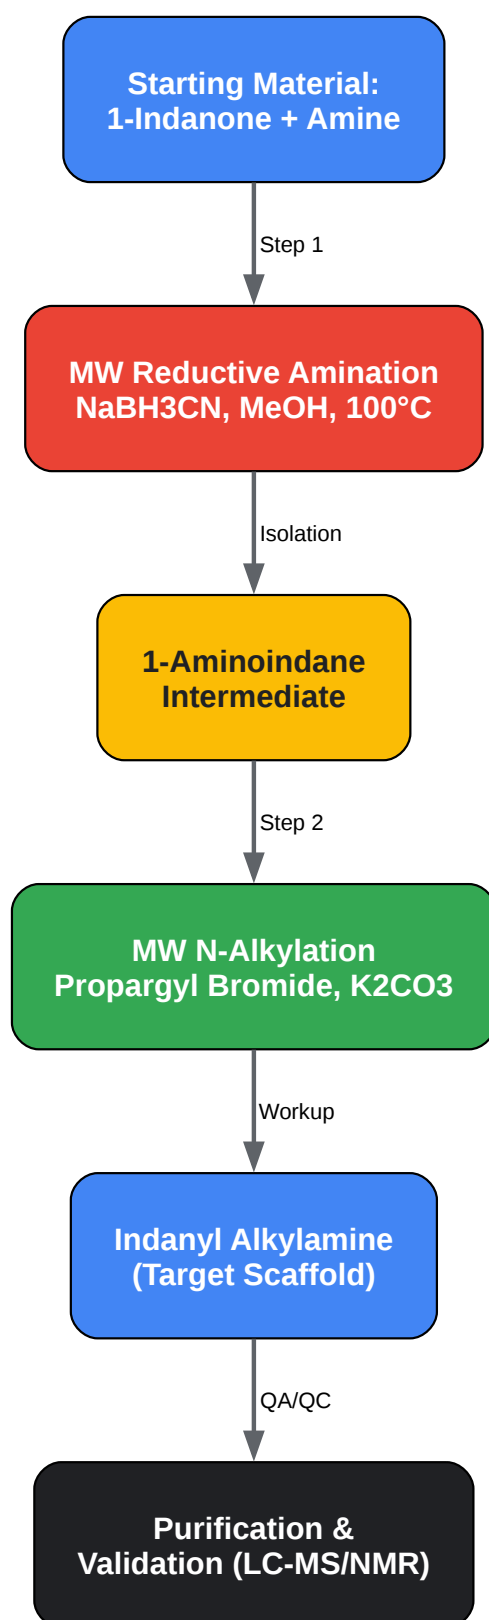 Starting Material:
1-Indanone + Amine
Step 1
MW Reductive Amination
NaBH3CN, MeOH, 100°C
Isolation
1-Aminoindane
Intermediate
Step 2
MW N-Alkylation
Propargyl Bromide, K2CO3
Workup
Indanyl Alkylamine
(Target Scaffold)
QA/QC
Purification &
Validation (LC-MS/NMR)